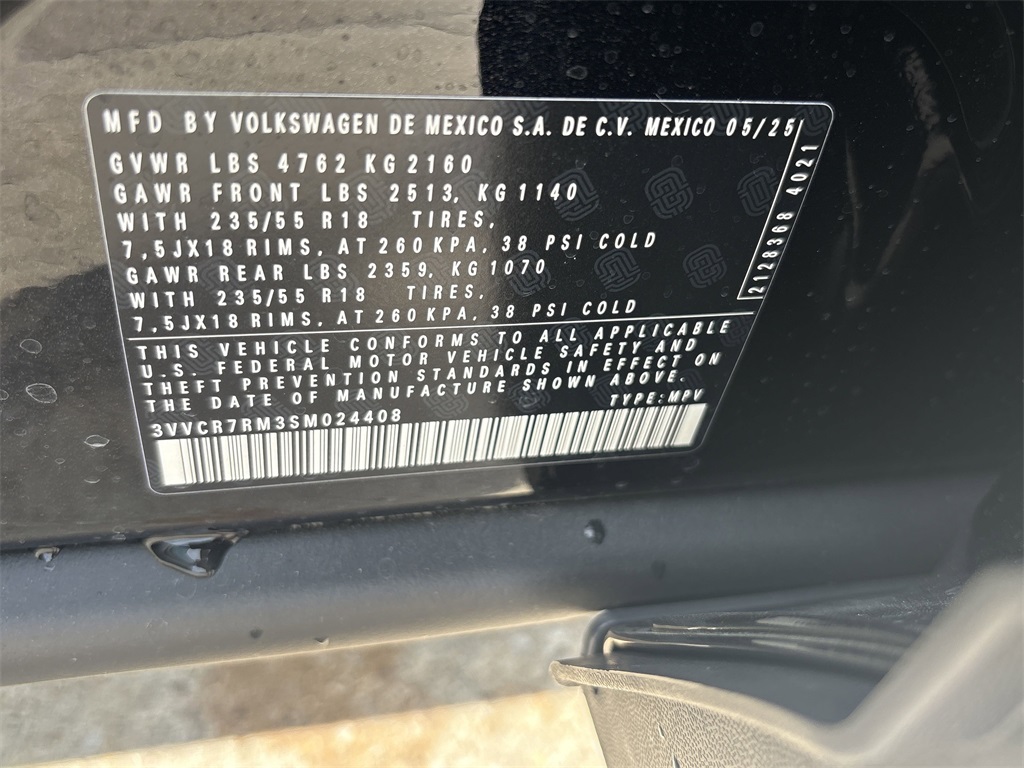 MFD BY VOLKSWAGEN DE MEXICO S.A. DE C.V. MEXICO 05/25
GVWR LBS 4762 KG 2160
GAWR FRONT LBS 2513, KG 1140
WITH 235/55 R18 TIRES,
7,5JX18 RIMS, AT 260 KPA, 38 PSI COLD
GAWR REAR LBS 2359, KG 1070
WITH 235/55 R18 TIRES,
7,5JX18 RIMS, AT 260 KPA, 38 PSI COLD
2128368 4021
THIS VEHICLE CONFORMS TO ALL APPLICABLE
U.S. FEDERAL MOTOR VEHICLE SAFETY AND
THEFT PREVENTION STANDARDS IN EFFECT ON
THE DATE OF MANUFACTURE SHOWN ABOVE.
TYPE: MPV
3VVCR7RM3SM024408